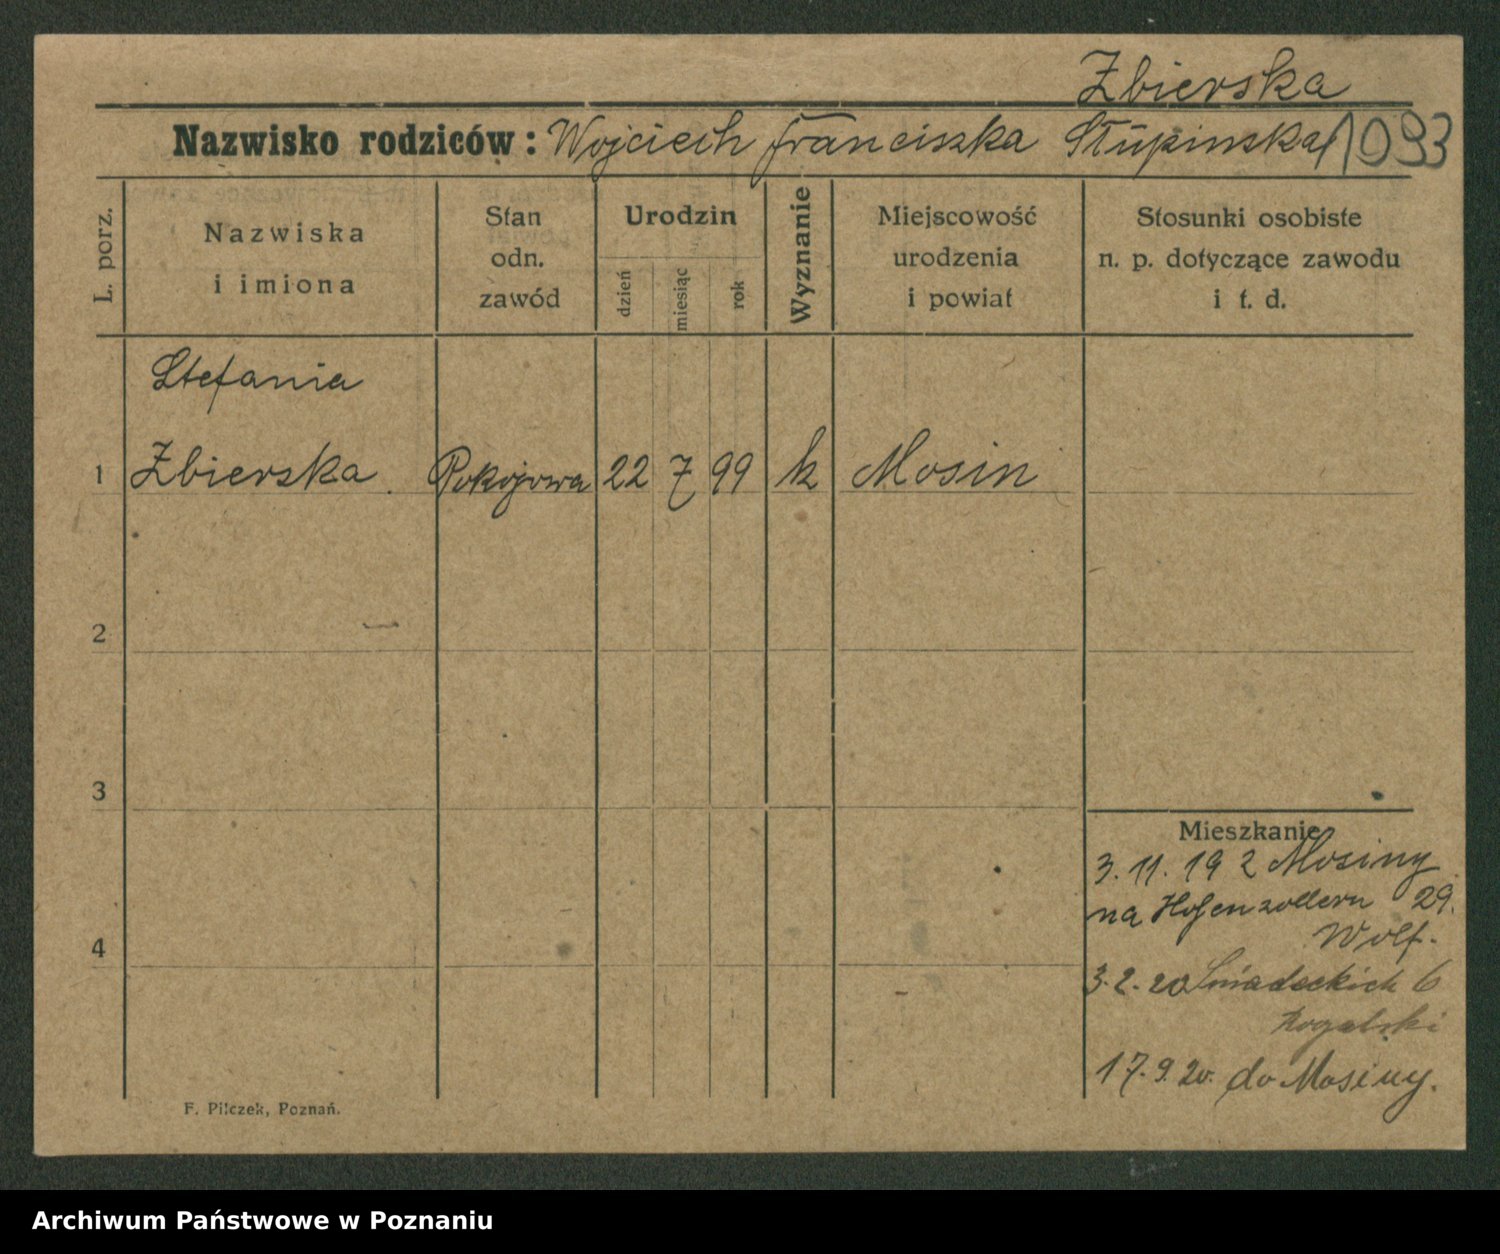 Zbierska
Nazwisko rodziców: Wojciech franciszka Stüpinska 1093
L. porz.
Nazwiska
i imiona
Stan
odn.
zawód
Urodzin
dzień
miesiąc
rok
Wyznanie
Miejscowość
urodzenia
i powiat
Stosunki osobiste
n. p. dotyczące zawodu
i t. d.
Stefania
1 Zbierska Pokojowa 22 7 99 k Mosin
2
3
4
Mieszkanie
3. 11. 19 z Mosiny
na Hohenzollern 29.
Wolf.
3. 2. 20 Sniadeckich 6
Rogalski
17. 9. 20. do Mosiny.
F. Pilczek, Poznań.
Archiwum Państwowe w Poznaniu